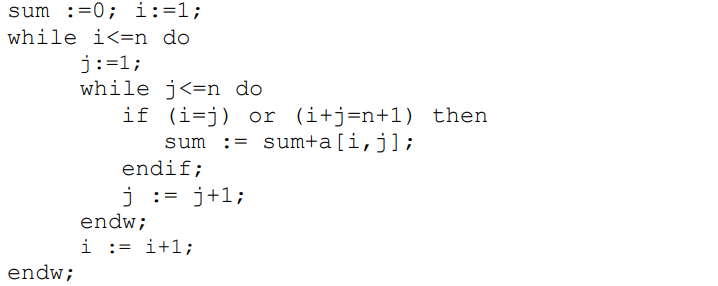 sum :=0; i:=1;
while i<=n do
j:=1;
while j<=n do
if (i=j) or (i+j=n+1) then
sum := sum+a[i,j];
endif;
j := j+1;
endw;
i := i+1;
endw;